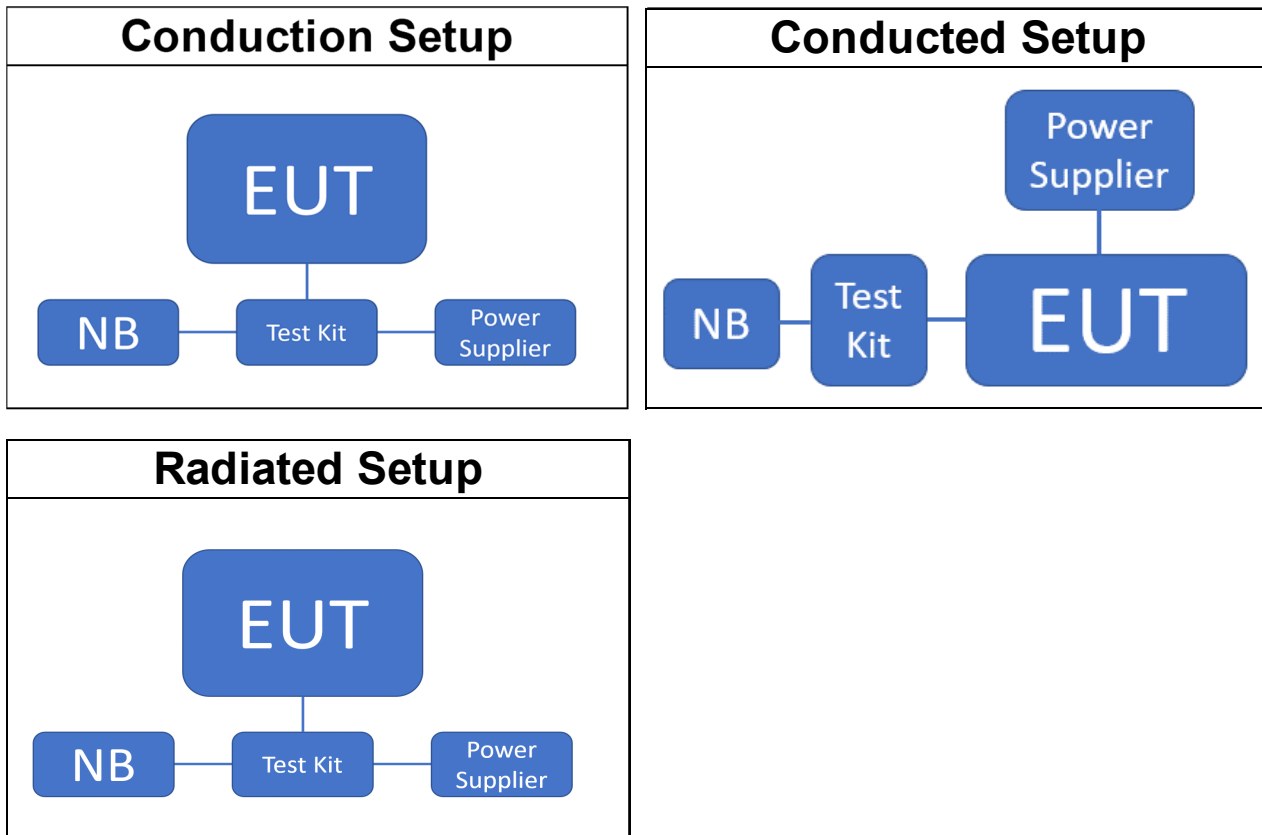 Conduction Setup
EUT
NB
Test Kit
Power
Supplier
Conducted Setup
Power
Supplier
NB
Test
Kit
EUT
Radiated Setup
EUT
NB
Test Kit
Power
Supplier